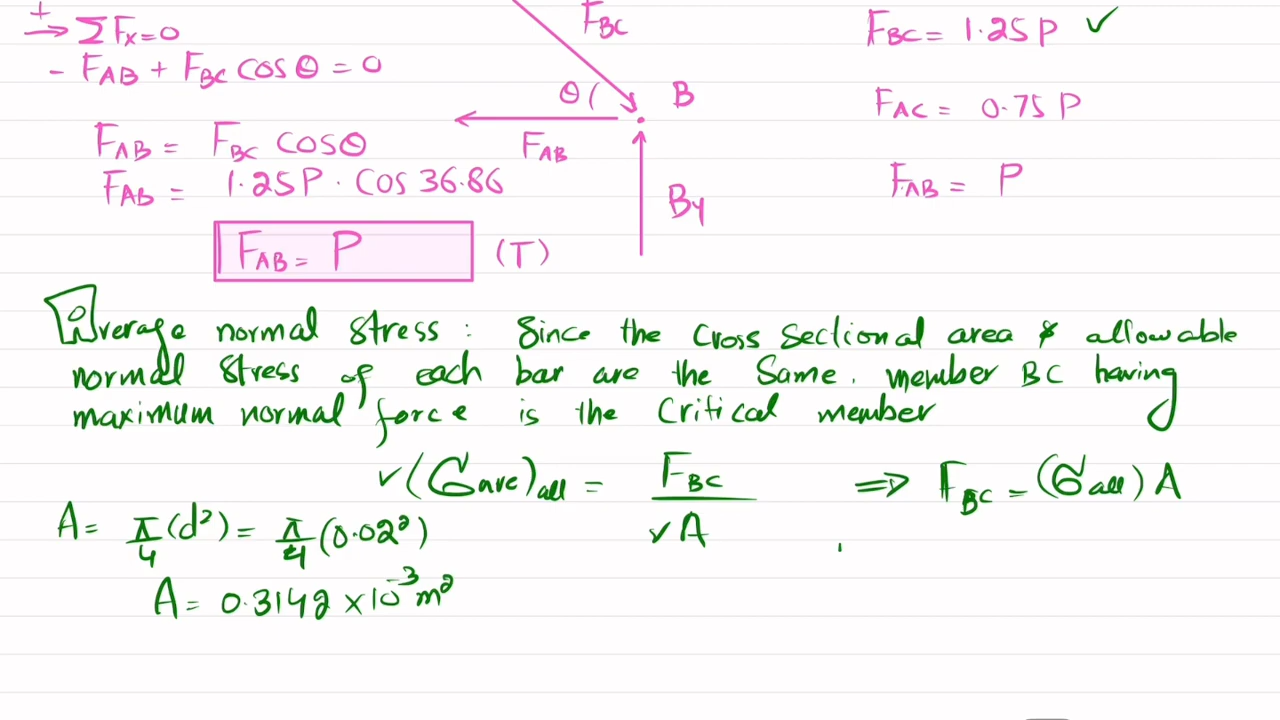 +→ ΣFx=0
- FAB + FBC cos θ = 0
FAB = FBC cosθ
FAB = 1.25P · cos 36.86
FAB = P (T)
FBC
θ( B
FAB
By
FBC = 1.25P ✓
FAC = 0.75 P
FAB = P
Average normal stress : Since the cross sectional area & allowable
normal stress of each bar are the same. member BC having
maximum normal force is the critical member
✓(σave)all = FBC / ✓A ⇒ FBC = (σall) A
A = π/4 (d²) = π/4 (0.02²)
A = 0.3142 ×10⁻³ m²